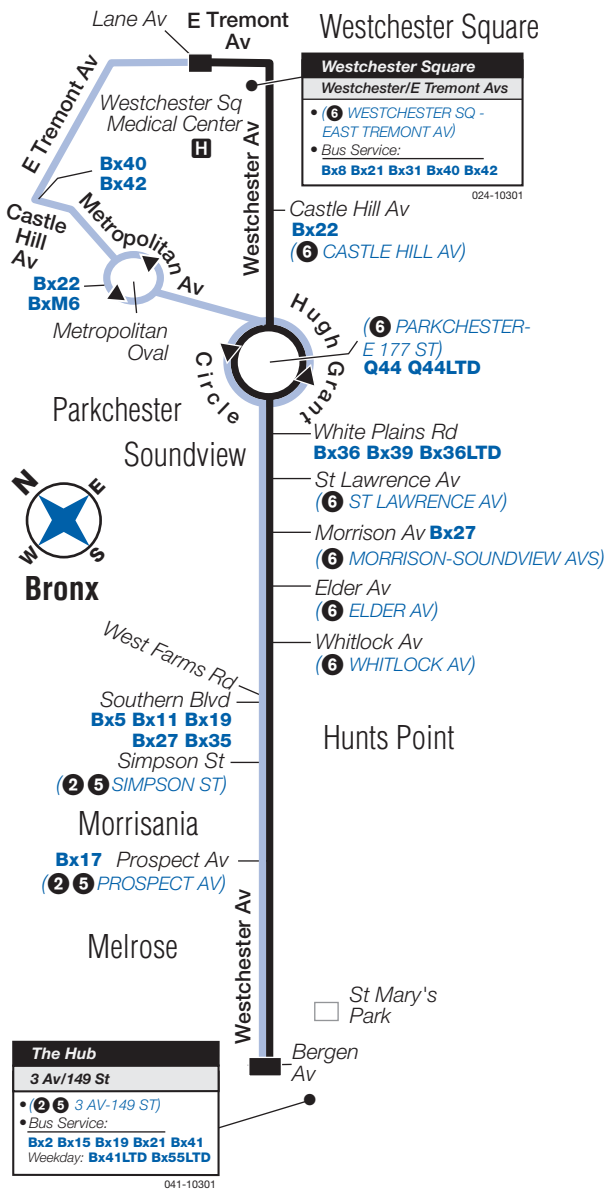 Lane Av
E Tremont
Av
Westchester Square
Westchester Square
Westchester/E Tremont Avs
• (6 WESTCHESTER SQ -
EAST TREMONT AV)
• Bus Service:
Bx8 Bx21 Bx31 Bx40 Bx42
024-10301
E Tremont Av
Westchester Sq
Medical Center
H
Westchester Av
Bx40
Bx42
Castle
Hill
Av
Metropolitan Av
Castle Hill Av
Bx22
(6 CASTLE HILL AV)
Bx22
BxM6
Metropolitan
Oval
Hugh Grant
Circle
(6 PARKCHESTER-
E 177 ST)
Q44 Q44LTD
Parkchester
Soundview
White Plains Rd
Bx36 Bx39 Bx36LTD
St Lawrence Av
(6 ST LAWRENCE AV)
N
E
W
S
Bronx
Morrison Av Bx27
(6 MORRISON-SOUNDVIEW AVS)
Elder Av
(6 ELDER AV)
Whitlock Av
(6 WHITLOCK AV)
West Farms Rd
Southern Blvd
Bx5 Bx11 Bx19
Bx27 Bx35
Hunts Point
Simpson St
(2 5 SIMPSON ST)
Morrisania
Bx17 Prospect Av
(2 5 PROSPECT AV)
Westchester Av
Melrose
St Mary's
Park
Bergen
Av
The Hub
3 Av/149 St
• (2 5 3 AV-149 ST)
• Bus Service:
Bx2 Bx15 Bx19 Bx21 Bx41
Weekday: Bx41LTD Bx55LTD
041-10301